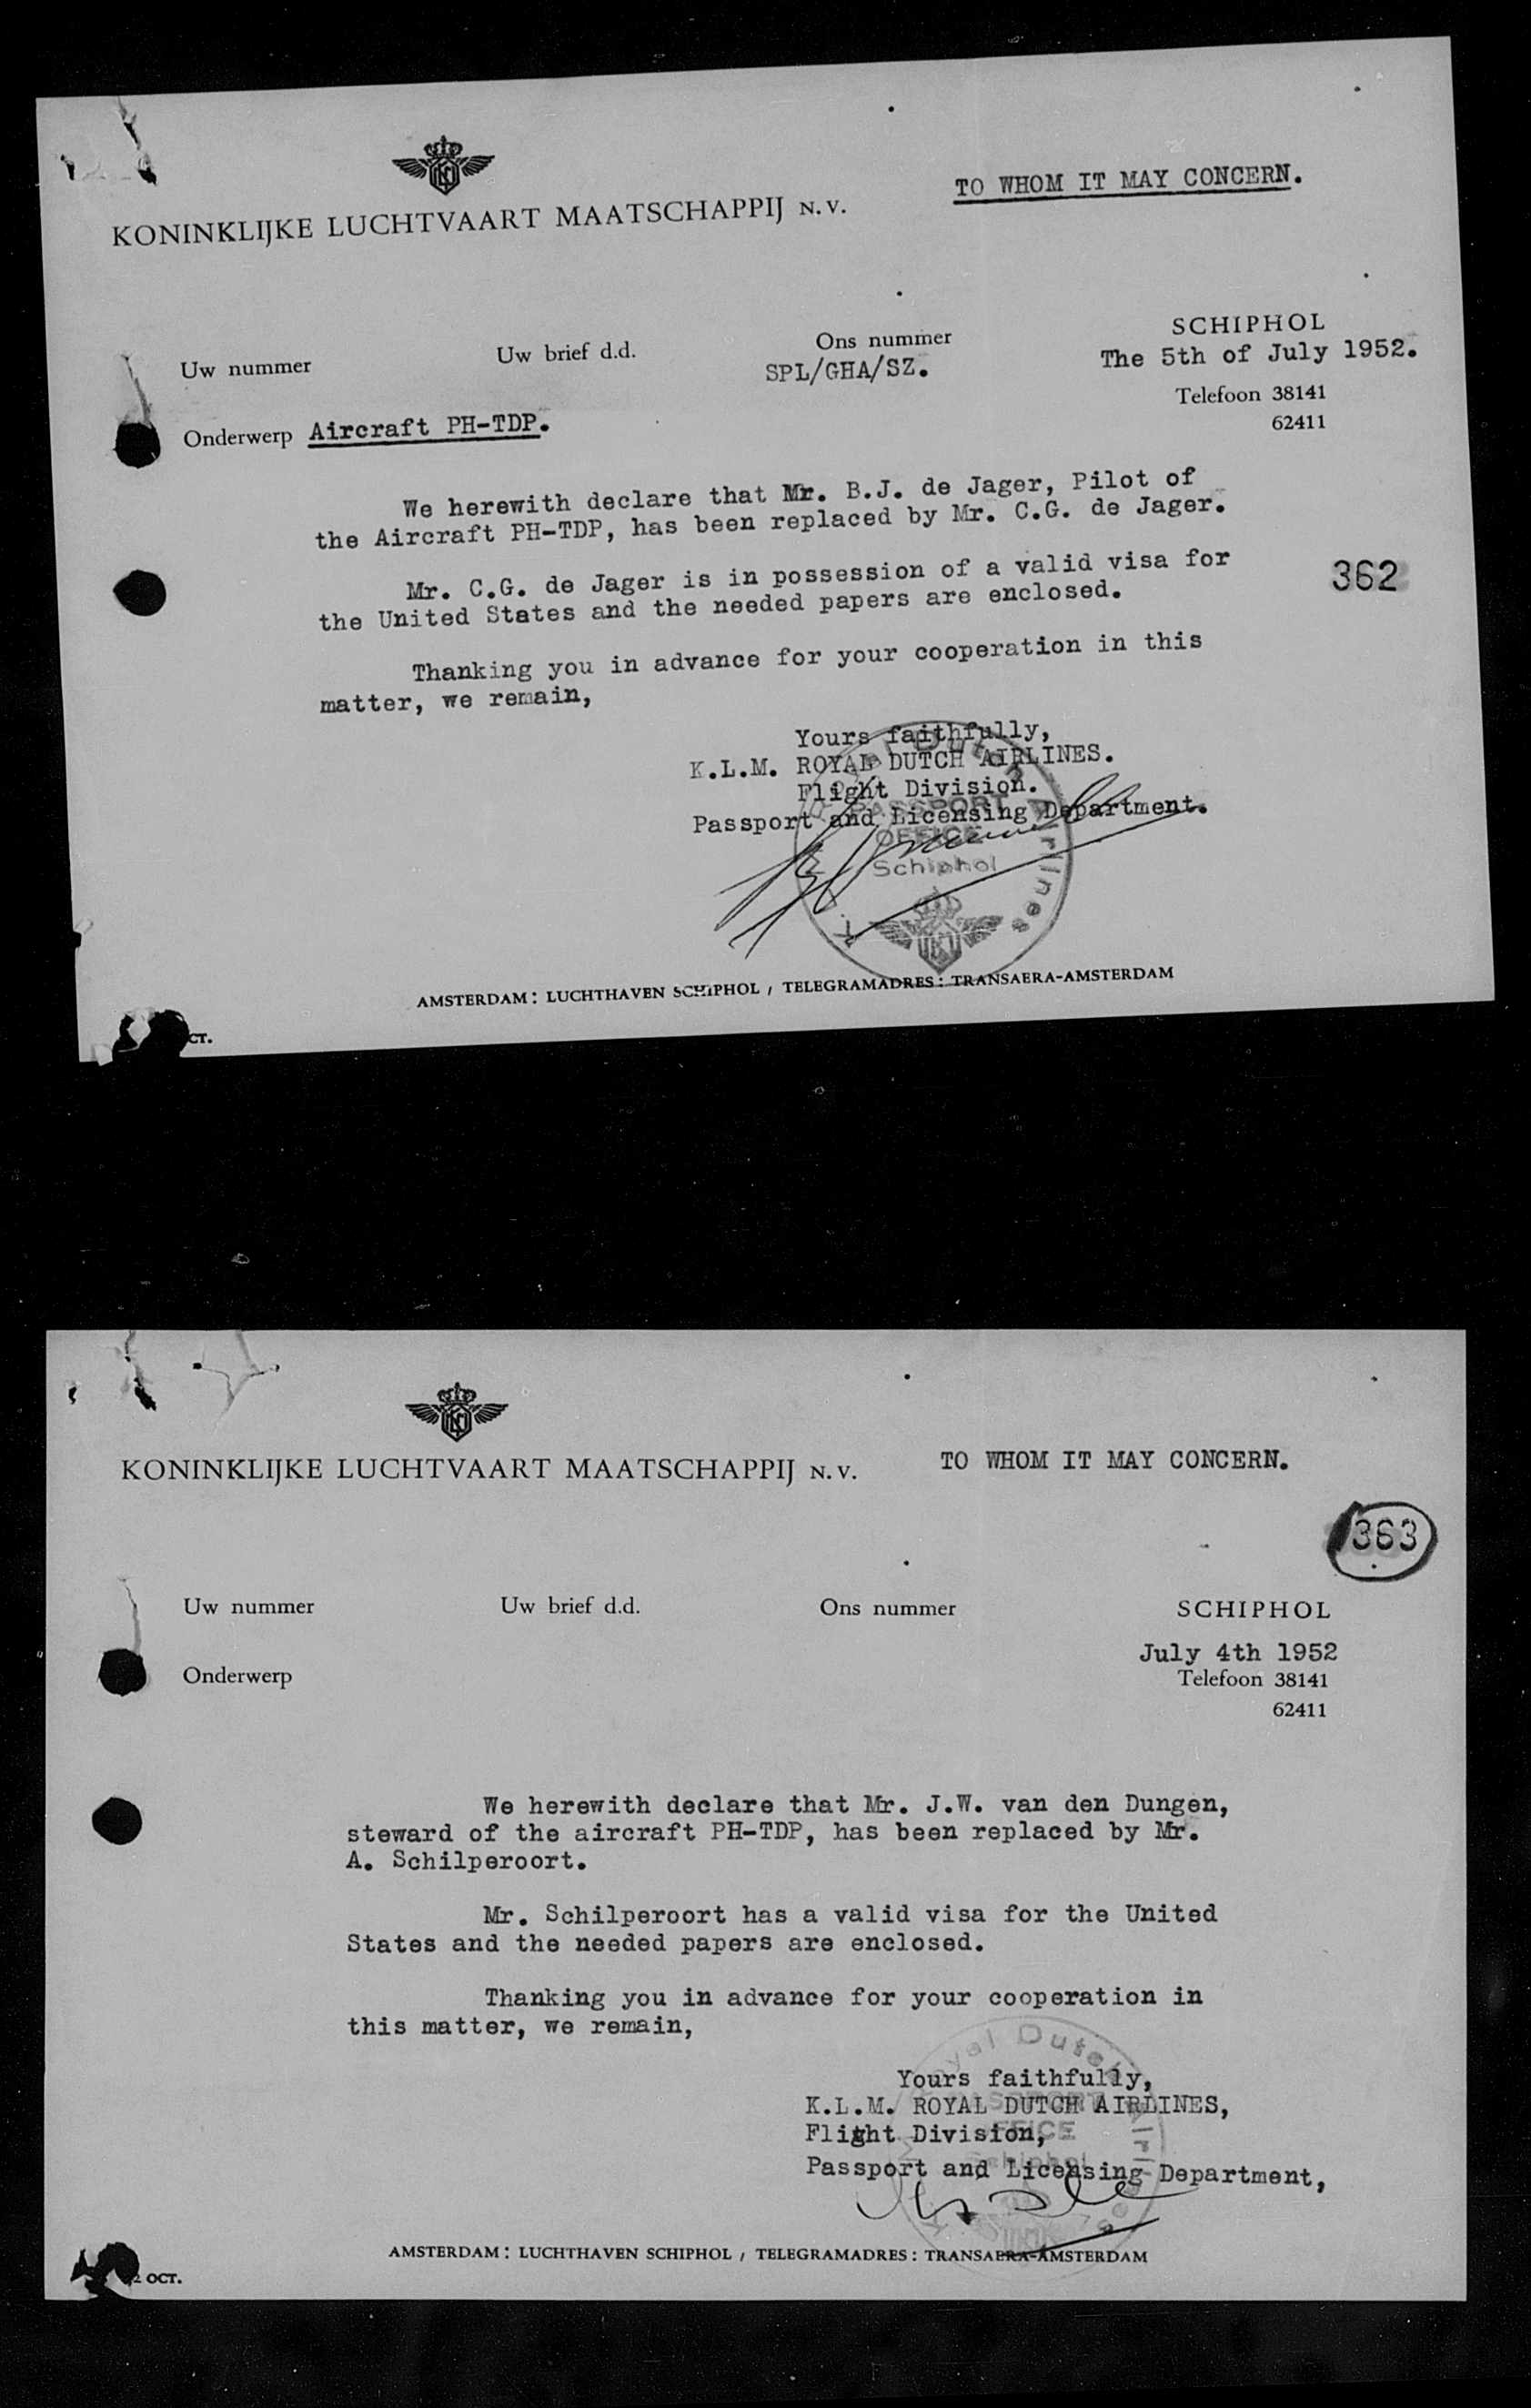 TO WHOM IT MAY CONCERN.
KONINKLIJKE LUCHTVAART MAATSCHAPPIJ N.V.
SCHIPHOL
Uw nummer Uw brief d.d. Ons nummer
SPL/GHA/SZ. The 5th of July 1952.
Telefoon 38141
62411
Onderwerp Aircraft PH-TDP.
We herewith declare that Mr. B.J. de Jager, Pilot of
the Aircraft PH-TDP, has been replaced by Mr. C.G. de Jager.
Mr. C.G. de Jager is in possession of a valid visa for
the United States and the needed papers are enclosed.
362
Thanking you in advance for your cooperation in this
matter, we remain,
Yours faithfully,
K.L.M. ROYAL DUTCH AIRLINES.
Flight Division.
Passport and Licensing Department.
PASSPORT
OFFICE
Schiphol
AMSTERDAM: LUCHTHAVEN SCHIPHOL / TELEGRAMADRES: TRANSAERA-AMSTERDAM
CT.
KONINKLIJKE LUCHTVAART MAATSCHAPPIJ N.V.
TO WHOM IT MAY CONCERN.
363
Uw nummer Uw brief d.d. Ons nummer SCHIPHOL
July 4th 1952
Onderwerp Telefoon 38141
62411
We herewith declare that Mr. J.W. van den Dungen,
steward of the aircraft PH-TDP, has been replaced by Mr.
A. Schilperoort.
Mr. Schilperoort has a valid visa for the United
States and the needed papers are enclosed.
Thanking you in advance for your cooperation in
this matter, we remain,
Yours faithfully,
K.L.M. ROYAL DUTCH AIRLINES,
Flight Division,
Passport and Licensing Department,
PASSPORT
OFFICE
Schiphol
AMSTERDAM: LUCHTHAVEN SCHIPHOL / TELEGRAMADRES: TRANSAERA-AMSTERDAM
2 OCT.